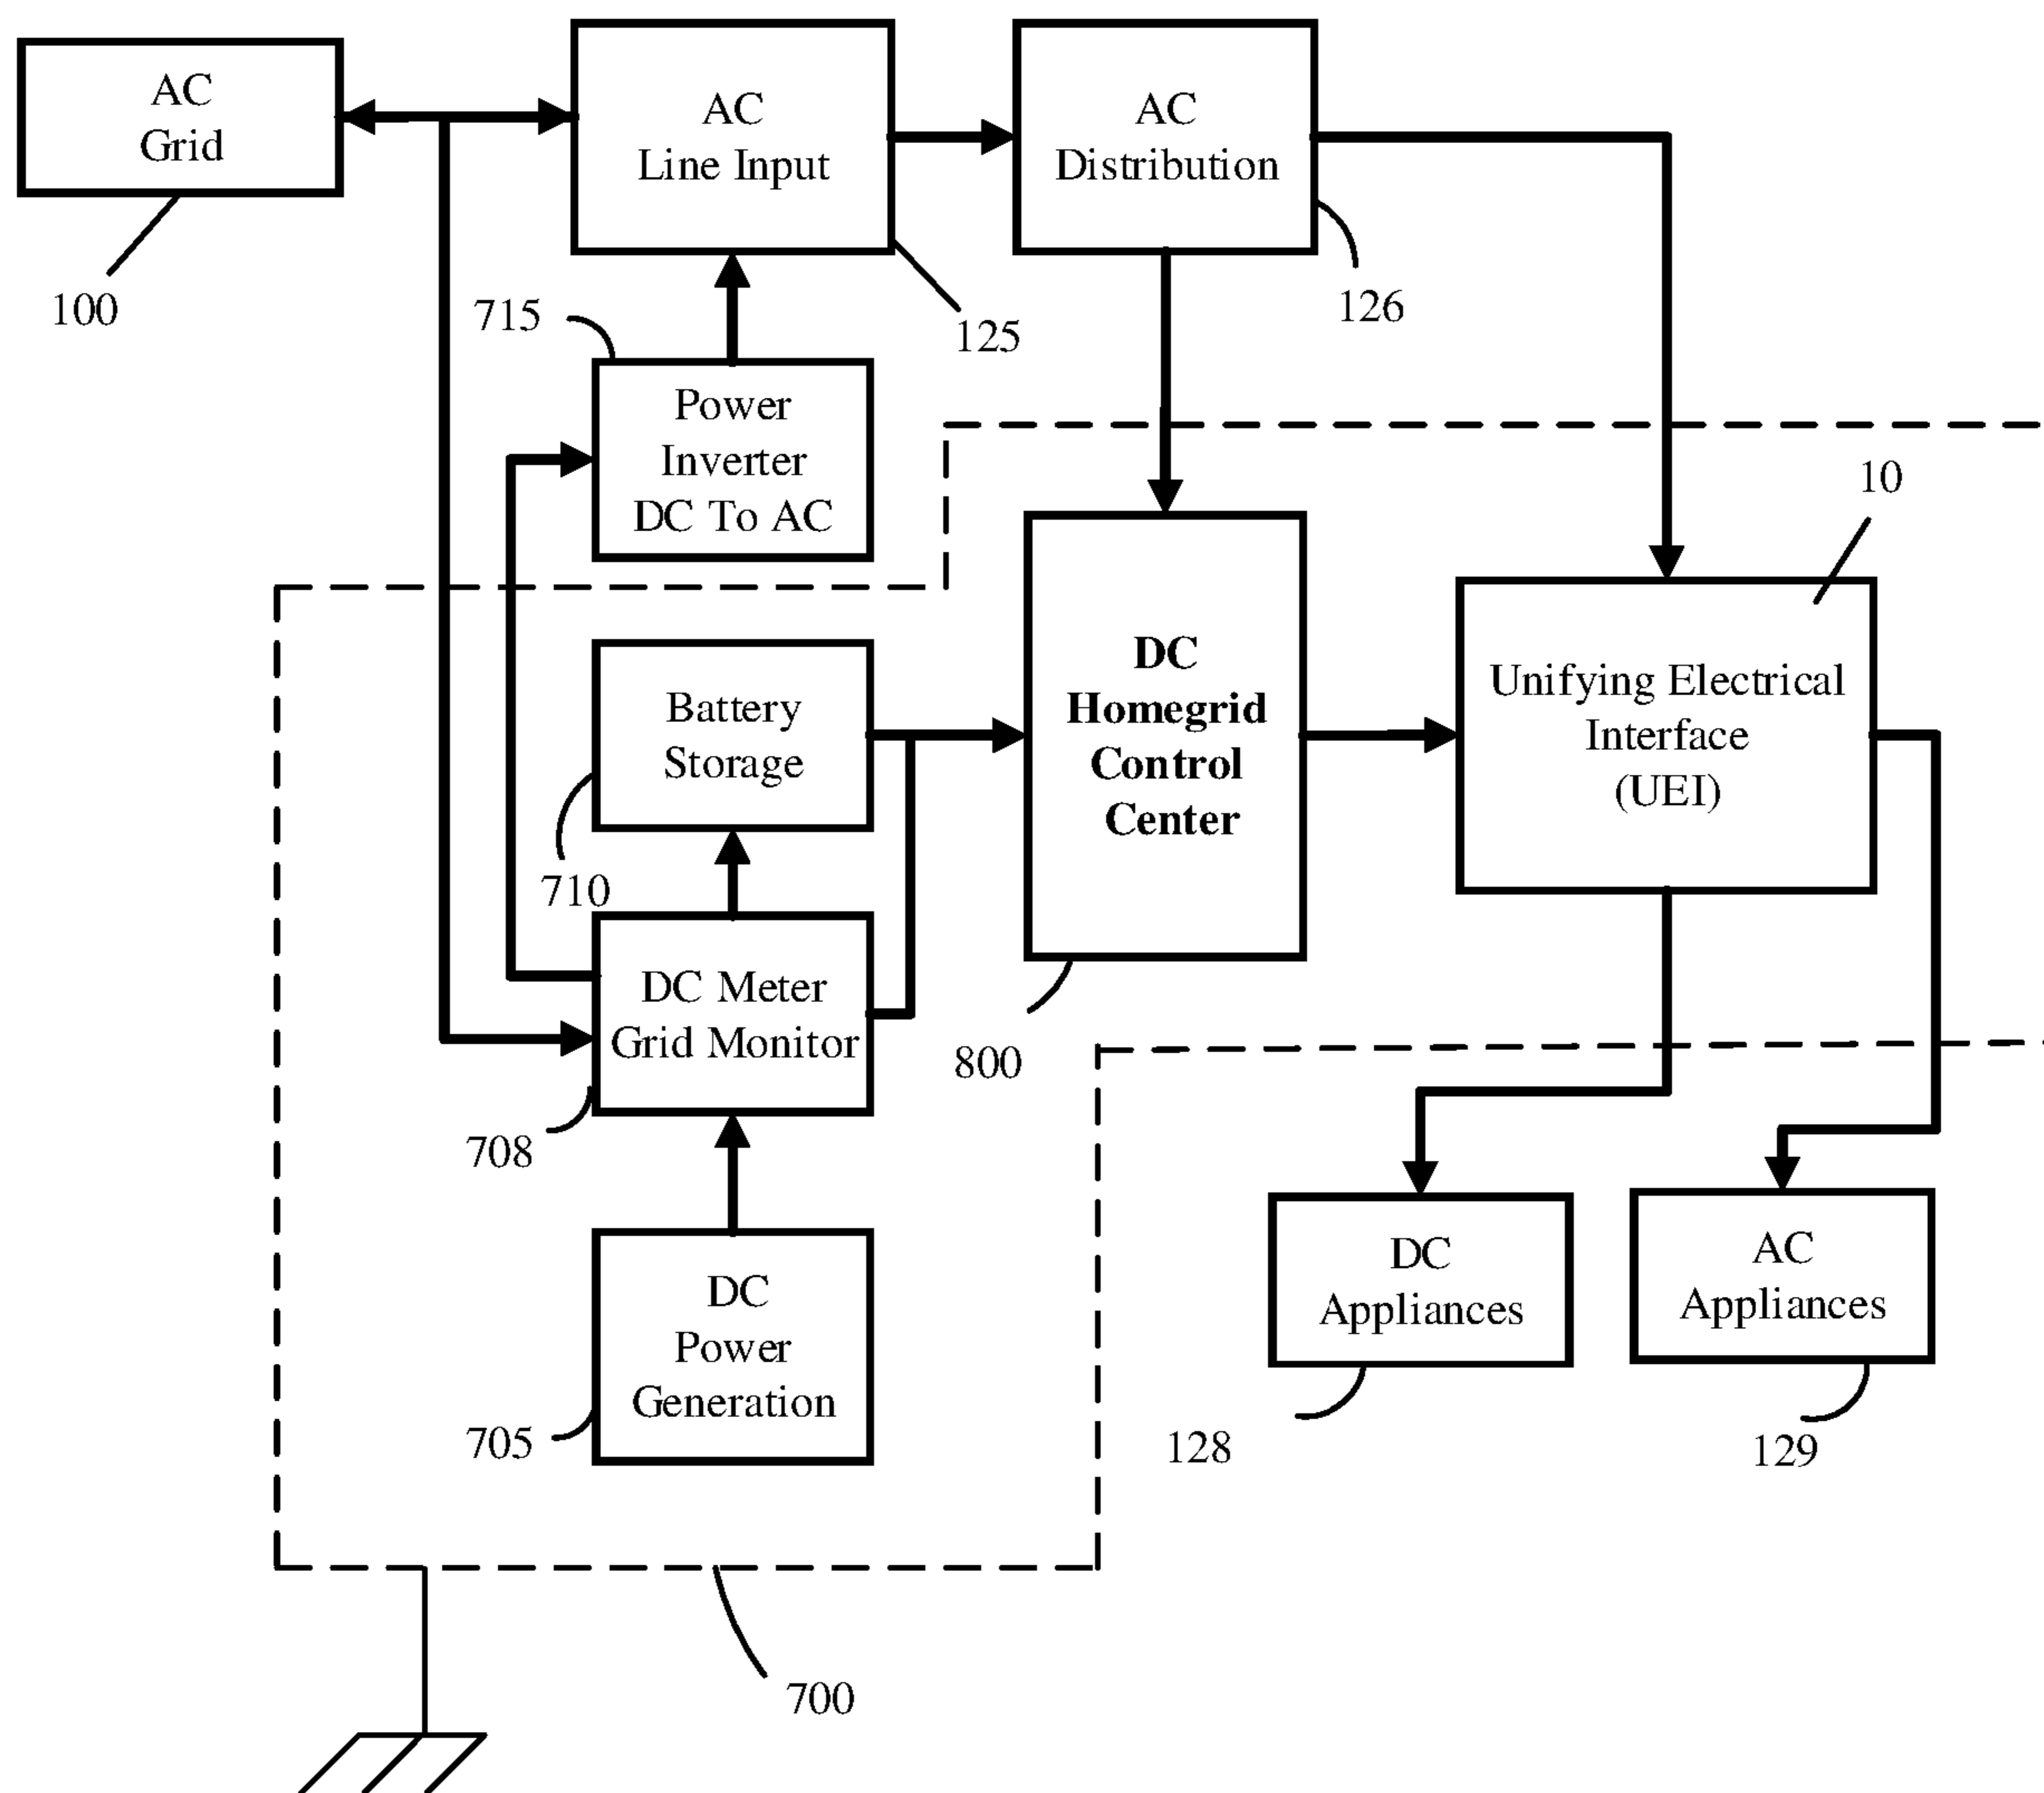 AC
Grid
100
AC
Line Input
125
AC
Distribution
126
715
Power
Inverter
DC To AC
10
Battery
Storage
710
DC
Homegrid
Control
Center
800
Unifying Electrical
Interface
(UEI)
DC Meter
Grid Monitor
708
DC
Power
Generation
705
DC
Appliances
128
AC
Appliances
129
700